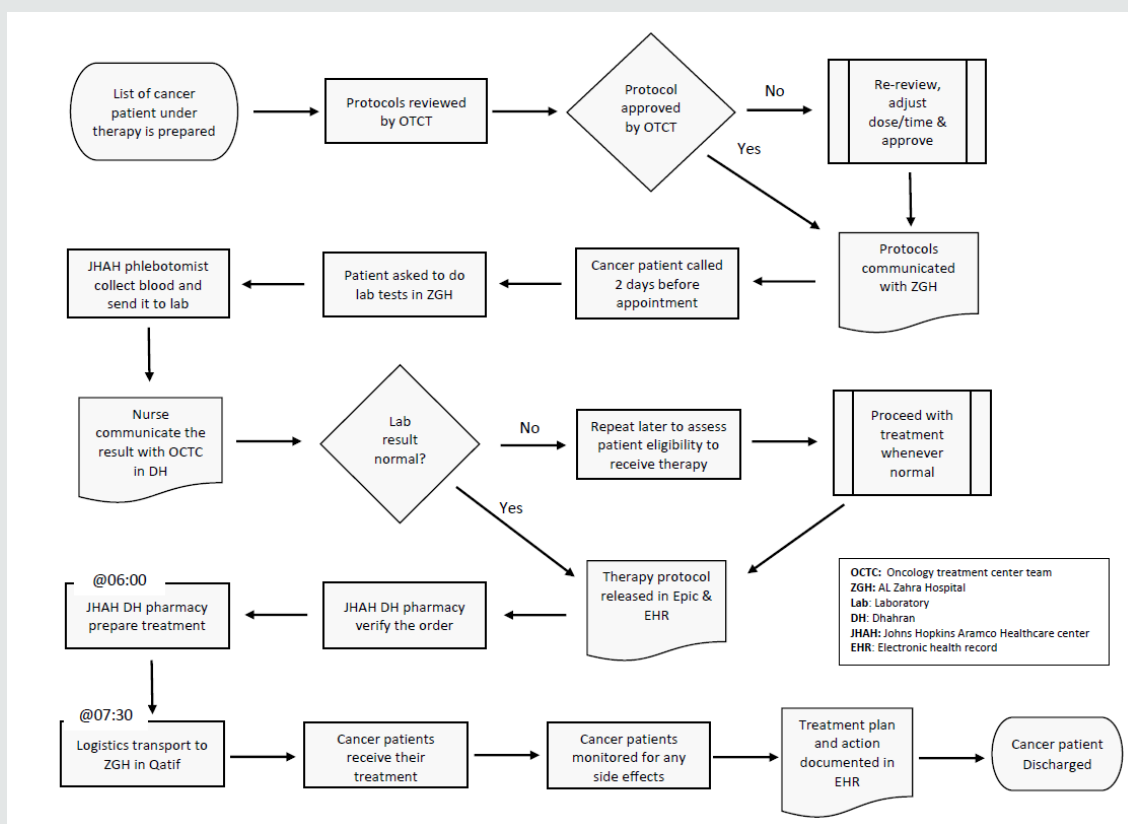 List of cancer
patient under
therapy is prepared
Protocols reviewed
by OTCT
Protocol
approved
by OTCT
No
Yes
Re-review,
adjust
dose/time &
approve
Protocols
communicated
with ZGH
Cancer patient called
2 days before
appointment
Patient asked to do
lab tests in ZGH
JHAH phlebotomist
collect blood and
send it to lab
Nurse
communicate the
result with OCTC
in DH
Lab
result
normal?
No
Yes
Repeat later to assess
patient eligibility to
receive therapy
Proceed with
treatment
whenever
normal
Therapy protocol
released in Epic &
EHR
JHAH DH pharmacy
verify the order
@06:00
JHAH DH pharmacy
prepare treatment
OCTC: Oncology treatment center team
ZGH: AL Zahra Hospital
Lab: Laboratory
DH: Dhahran
JHAH: Johns Hopkins Aramco Healthcare center
EHR: Electronic health record
@07:30
Logistics transport to
ZGH in Qatif
Cancer patients
receive their
treatment
Cancer patients
monitored for any
side effects
Treatment plan
and action
documented in
EHR
Cancer patient
Discharged